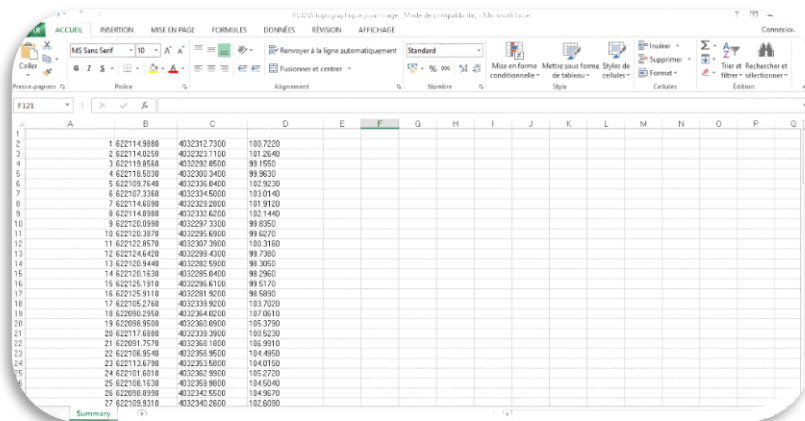 PLANS topographique pour tirage [Mode de compatibilité] - Microsoft Excel
ACCUEIL INSERTION MISE EN PAGE FORMULES DONNÉES RÉVISION AFFICHAGE Connexion
MS Sans Serif 10 Renvoyer à la ligne automatiquement Standard Insérer
Coller G I S Fusionner et centrer % 000 Mise en forme Mettre sous forme Styles de Supprimer Trier et Rechercher et
conditionnelle de tableau cellules Format filtrer sélectionner
Presse-papiers Police Alignement Nombre Style Cellules Édition
F121 fx
A B C D E F G H I J K L M N O P Q
1
2 1 622114.9880 4032312.7300 100.7220
3 2 622114.0250 4032323.1100 101.2640
4 3 622119.8560 4032292.8500 99.1550
5 4 622118.5030 4032300.3400 99.9630
6 5 622109.7640 4032336.0400 102.9230
7 6 622107.3360 4032334.5000 103.0140
8 7 622114.6090 4032329.2800 101.9120
9 8 622114.8980 4032332.6200 102.1440
10 9 622120.0990 4032297.3300 99.8350
11 10 622120.3870 4032295.6900 99.6270
12 11 622122.8570 4032307.3900 100.3160
13 12 622124.6420 4032299.4300 99.7380
14 13 622120.9440 4032282.5900 98.3050
15 14 622120.1630 4032285.0400 98.2960
16 15 622125.1910 4032296.6100 99.5170
17 16 622125.9110 4032281.9200 98.5890
18 17 622105.2760 4032339.9200 103.7020
19 18 622090.2950 4032364.0200 107.0610
20 19 622098.9500 4032360.0900 105.3790
21 20 622117.6880 4032339.3900 100.5230
22 21 622091.7570 4032368.1800 106.9910
23 22 622106.9540 4032356.9500 104.4950
24 23 622113.6790 4032353.5800 104.0150
24 622101.6010 4032362.9900 105.2720
25 622108.1630 4032359.9800 104.5040
26 622098.8990 4032342.5500 104.9670
27 622109.9310 4032340.2600 102.6090
Summary